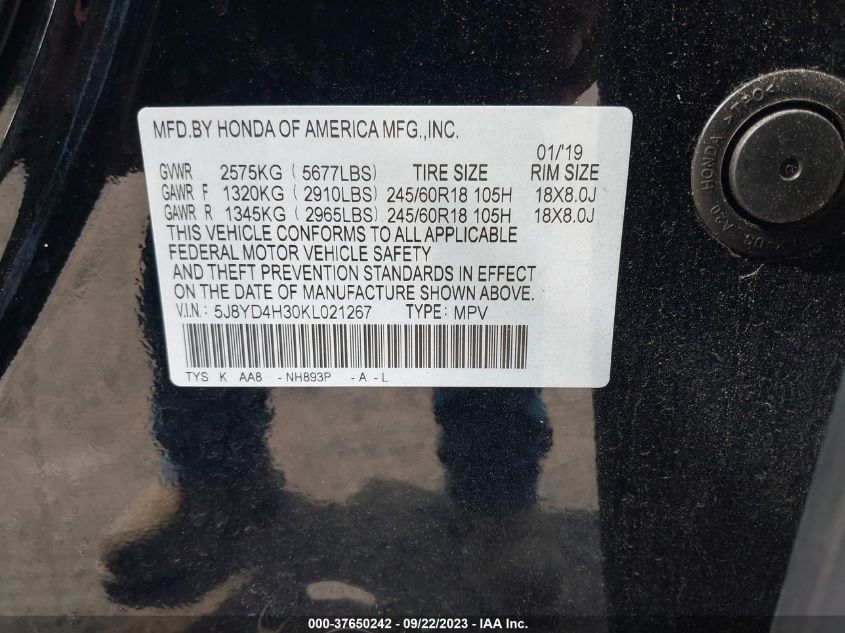 MFD.BY HONDA OF AMERICA MFG.,INC.
01/'19
GVWR 2575KG ( 5677LBS) TIRE SIZE RIM SIZE
GAWR F 1320KG ( 2910LBS) 245/60R18 105H 18X8.0J
GAWR R 1345KG ( 2965LBS) 245/60R18 105H 18X8.0J
THIS VEHICLE CONFORMS TO ALL APPLICABLE
FEDERAL MOTOR VEHICLE SAFETY
AND THEFT PREVENTION STANDARDS IN EFFECT
ON THE DATE OF MANUFACTURE SHOWN ABOVE.
V.I.N.: 5J8YD4H30KL021267 TYPE: MPV
TYS K AA8 -NH893P -A -L
HONDA >TPO<
A20
000-37650242 - 09/22/2023 - IAA Inc.